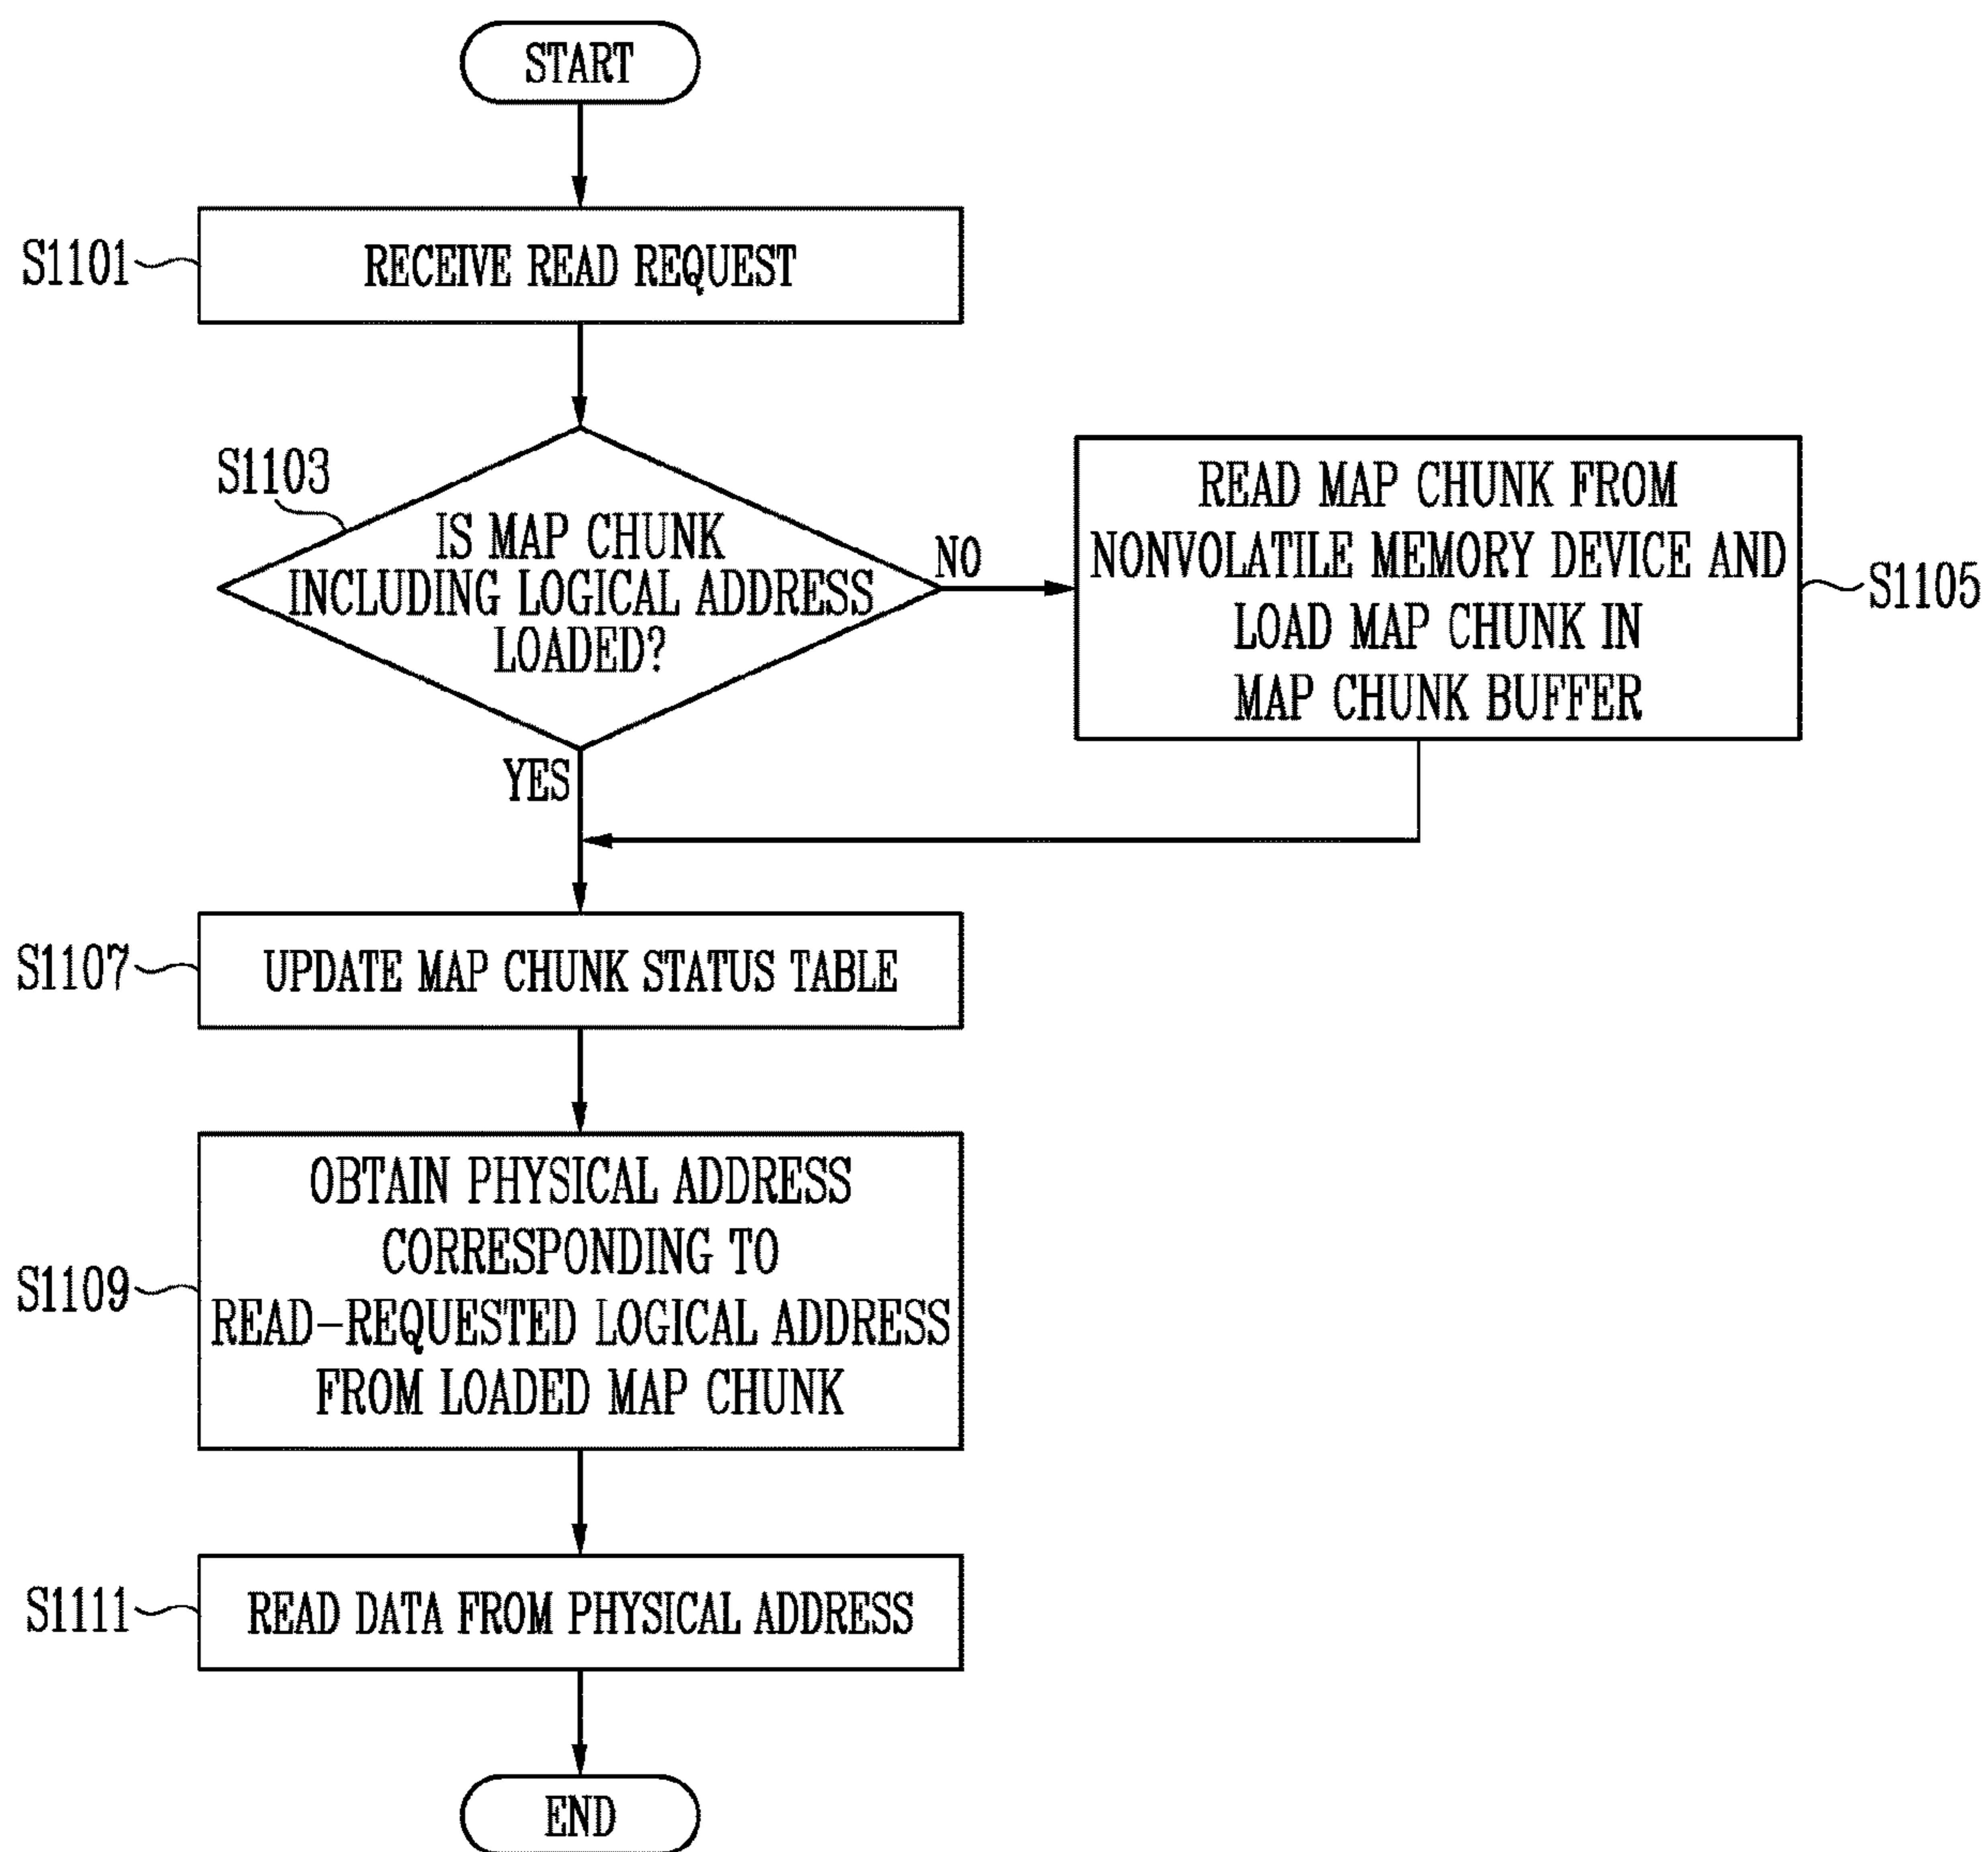 START
S1101
RECEIVE READ REQUEST
S1103
IS MAP CHUNK
INCLUDING LOGICAL ADDRESS
LOADED?
NO
YES
READ MAP CHUNK FROM
NONVOLATILE MEMORY DEVICE AND
LOAD MAP CHUNK IN
MAP CHUNK BUFFER
S1105
S1107
UPDATE MAP CHUNK STATUS TABLE
S1109
OBTAIN PHYSICAL ADDRESS
CORRESPONDING TO
READ-REQUESTED LOGICAL ADDRESS
FROM LOADED MAP CHUNK
S1111
READ DATA FROM PHYSICAL ADDRESS
END